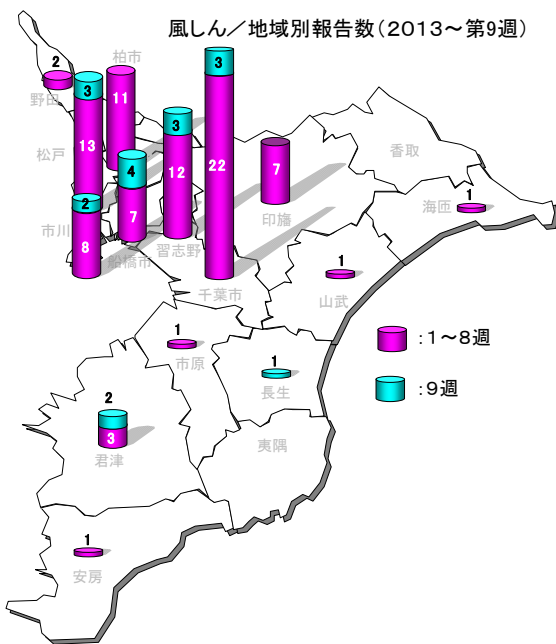 風しん/地域別報告数(2013~第9週)
柏市
2
3
3
野田
11
3
香取
松戸
13
4
12
22
7
1
海匝
2
印旛
市川
8
7
習志野
船橋市
1
千葉市
山武
1
:1~8週
市原
1
長生
:9週
2
3
君津
夷隅
1
安房